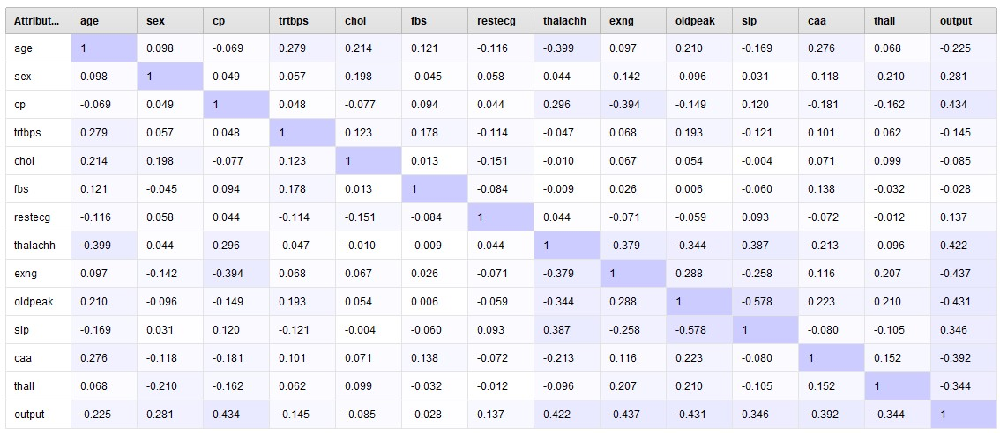 Attribut... age sex cp trtbps chol fbs restecg thalachh exng oldpeak slp caa thall output
age 1 0.098 -0.069 0.279 0.214 0.121 -0.116 -0.399 0.097 0.210 -0.169 0.276 0.068 -0.225
sex 0.098 1 0.049 0.057 0.198 -0.045 0.058 0.044 -0.142 -0.096 0.031 -0.118 -0.210 0.281
cp -0.069 0.049 1 0.048 -0.077 0.094 0.044 0.296 -0.394 -0.149 0.120 -0.181 -0.162 0.434
trtbps 0.279 0.057 0.048 1 0.123 0.178 -0.114 -0.047 0.068 0.193 -0.121 0.101 0.062 -0.145
chol 0.214 0.198 -0.077 0.123 1 0.013 -0.151 -0.010 0.067 0.054 -0.004 0.071 0.099 -0.085
fbs 0.121 -0.045 0.094 0.178 0.013 1 -0.084 -0.009 0.026 0.006 -0.060 0.138 -0.032 -0.028
restecg -0.116 0.058 0.044 -0.114 -0.151 -0.084 1 0.044 -0.071 -0.059 0.093 -0.072 -0.012 0.137
thalachh -0.399 0.044 0.296 -0.047 -0.010 -0.009 0.044 1 -0.379 -0.344 0.387 -0.213 -0.096 0.422
exng 0.097 -0.142 -0.394 0.068 0.067 0.026 -0.071 -0.379 1 0.288 -0.258 0.116 0.207 -0.437
oldpeak 0.210 -0.096 -0.149 0.193 0.054 0.006 -0.059 -0.344 0.288 1 -0.578 0.223 0.210 -0.431
slp -0.169 0.031 0.120 -0.121 -0.004 -0.060 0.093 0.387 -0.258 -0.578 1 -0.080 -0.105 0.346
caa 0.276 -0.118 -0.181 0.101 0.071 0.138 -0.072 -0.213 0.116 0.223 -0.080 1 0.152 -0.392
thall 0.068 -0.210 -0.162 0.062 0.099 -0.032 -0.012 -0.096 0.207 0.210 -0.105 0.152 1 -0.344
output -0.225 0.281 0.434 -0.145 -0.085 -0.028 0.137 0.422 -0.437 -0.431 0.346 -0.392 -0.344 1